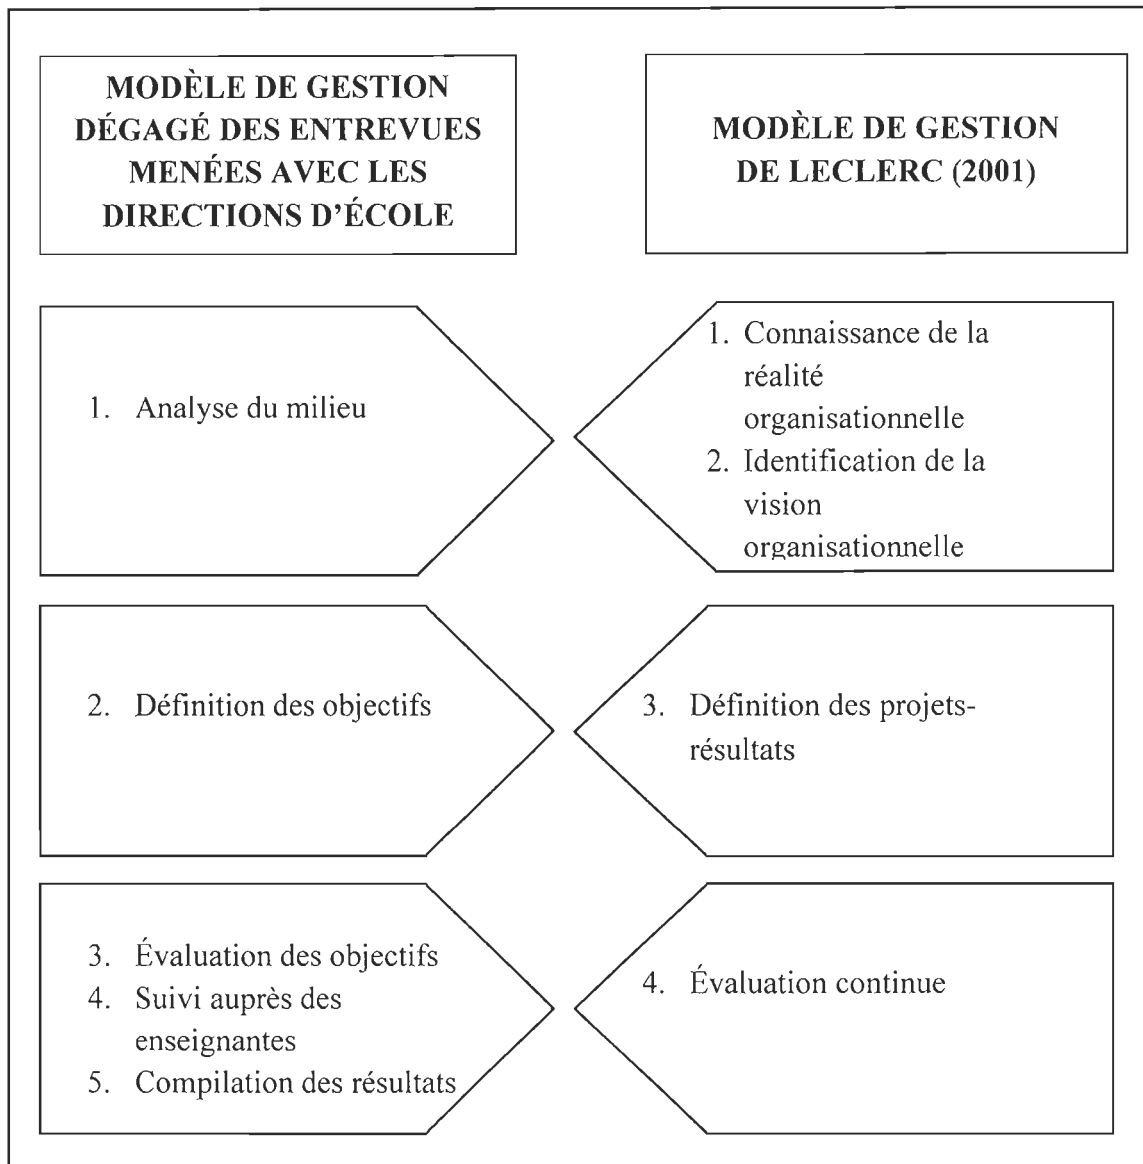 MODÈLE DE GESTION
DÉGAGÉ DES ENTREVUES
MENÉES AVEC LES
DIRECTIONS D'ÉCOLE
MODÈLE DE GESTION
DE LECLERC (2001)
1. Analyse du milieu
1. Connaissance de la
réalité
organisationnelle
2. Identification de la
vision
organisationnelle
2. Définition des objectifs
3. Définition des projets-
résultats
3. Évaluation des objectifs
4. Suivi auprès des
enseignantes
5. Compilation des résultats
4. Évaluation continue